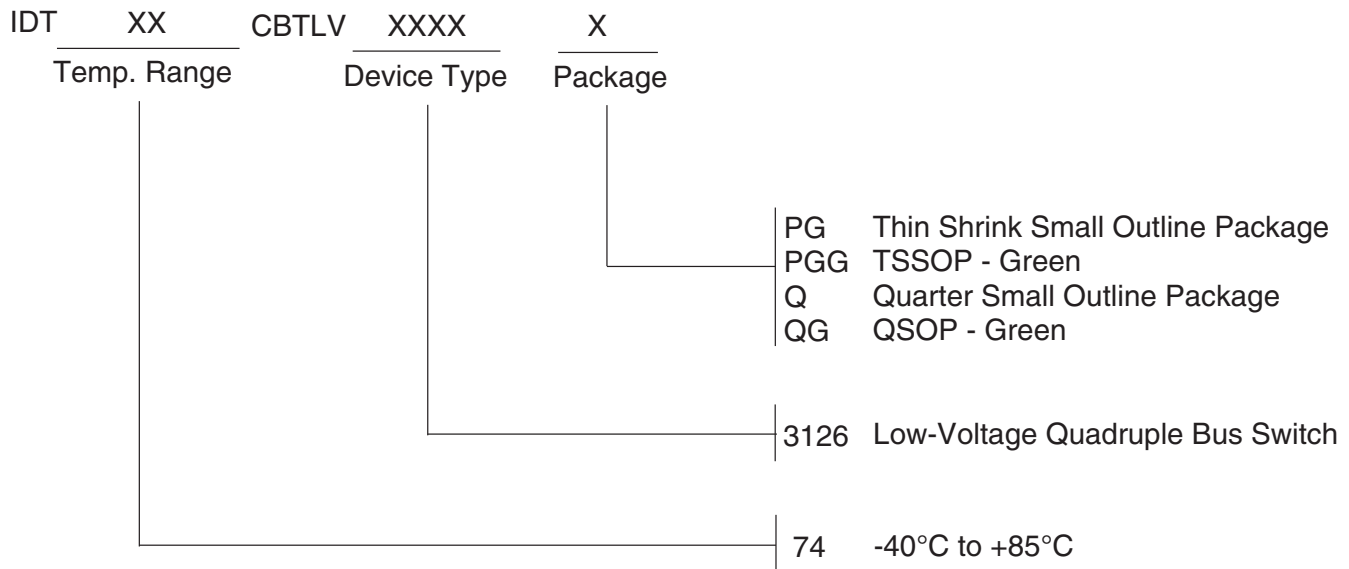 IDT XX CBTLV XXXX X
Temp. Range Device Type Package
PG Thin Shrink Small Outline Package
PGG TSSOP - Green
Q Quarter Small Outline Package
QG QSOP - Green
3126 Low-Voltage Quadruple Bus Switch
74 -40°C to +85°C